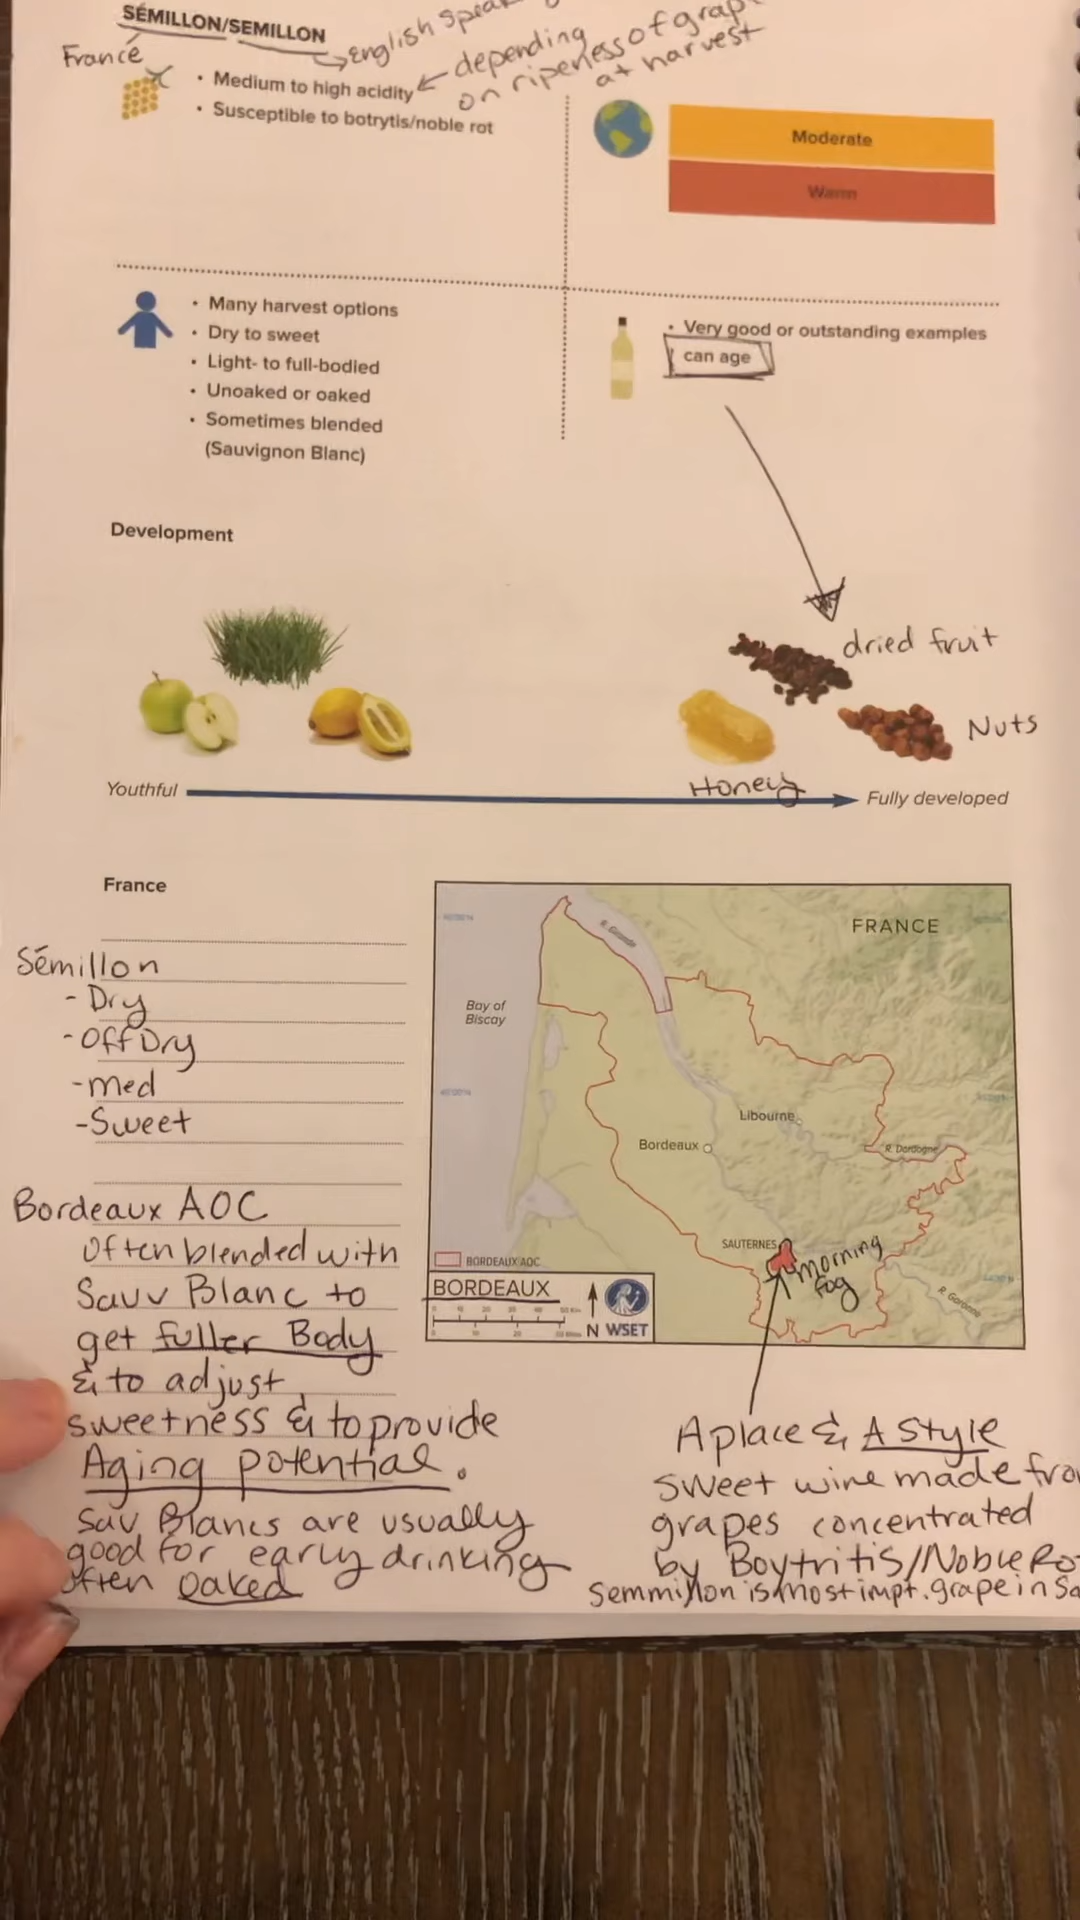 SÉMILLON/SEMILLON
English
France
depending
on ripeness of
at harvest
• Medium to high acidity
• Susceptible to botrytis/noble rot
Moderate
Warm
• Many harvest options
• Dry to sweet
• Light- to full-bodied
• Unoaked or oaked
• Sometimes blended
(Sauvignon Blanc)
• Very good or outstanding examples
can age
Development
dried fruit
Nuts
Honey
Youthful
Fully developed
France
Sémillon
- Dry
- Off Dry
- med
- Sweet
Bordeaux AOC
Often blended with
Sauv Blanc to
get fuller Body
& to adjust
sweetness & to provide
Aging potential.
Sav Blancs are usually
good for early drinking
often Oaked
FRANCE
R. Gironde
Bay of
Biscay
Libourne
Bordeaux
R. Dordogne
SAUTERNES
morning
fog
R. Garonne
BORDEAUX AOC
BORDEAUX
N WSET
A place & A Style
sweet wine made
grapes concentrated
by Boytritis/Noble
Semmillon is most impt. grape in